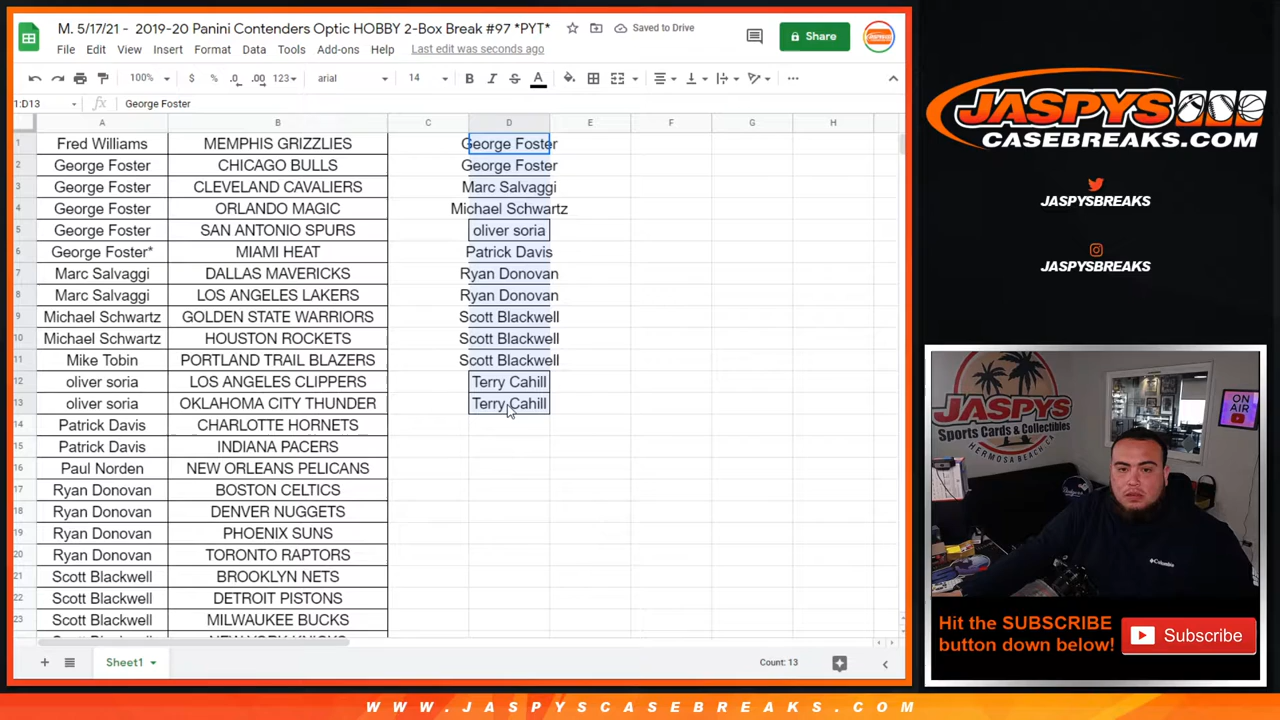 M. 5/17/21 - 2019-20 Panini Contenders Optic HOBBY 2-Box Break #97 *PYT*
Saved to Drive
Share
File Edit View Insert Format Data Tools Add-ons Help Last edit was seconds ago
100% $ % .0 .00 123 arial 14 B I S A
1:D13 fx George Foster
A B C D E F G H
1 Fred Williams MEMPHIS GRIZZLIES George Foster
2 George Foster CHICAGO BULLS George Foster
3 George Foster CLEVELAND CAVALIERS Marc Salvaggi
4 George Foster ORLANDO MAGIC Michael Schwartz
5 George Foster SAN ANTONIO SPURS oliver soria
6 George Foster* MIAMI HEAT Patrick Davis
7 Marc Salvaggi DALLAS MAVERICKS Ryan Donovan
8 Marc Salvaggi LOS ANGELES LAKERS Ryan Donovan
9 Michael Schwartz GOLDEN STATE WARRIORS Scott Blackwell
10 Michael Schwartz HOUSTON ROCKETS Scott Blackwell
11 Mike Tobin PORTLAND TRAIL BLAZERS Scott Blackwell
12 oliver soria LOS ANGELES CLIPPERS Terry Cahill
13 oliver soria OKLAHOMA CITY THUNDER Terry Cahill
14 Patrick Davis CHARLOTTE HORNETS
15 Patrick Davis INDIANA PACERS
16 Paul Norden NEW ORLEANS PELICANS
17 Ryan Donovan BOSTON CELTICS
18 Ryan Donovan DENVER NUGGETS
19 Ryan Donovan PHOENIX SUNS
20 Ryan Donovan TORONTO RAPTORS
21 Scott Blackwell BROOKLYN NETS
22 Scott Blackwell DETROIT PISTONS
23 Scott Blackwell MILWAUKEE BUCKS
Sheet1
Count: 13
JASPYS
CASEBREAKS.COM
JASPYSBREAKS
JASPYSBREAKS
JASPYS
Sports Cards & Collectibles
HERMOSA BEACH CA
ON AIR
Dodgers
Columbia
Hit the SUBSCRIBE
button down below!
Subscribe
WWW.JASPYSCASEBREAKS.COM